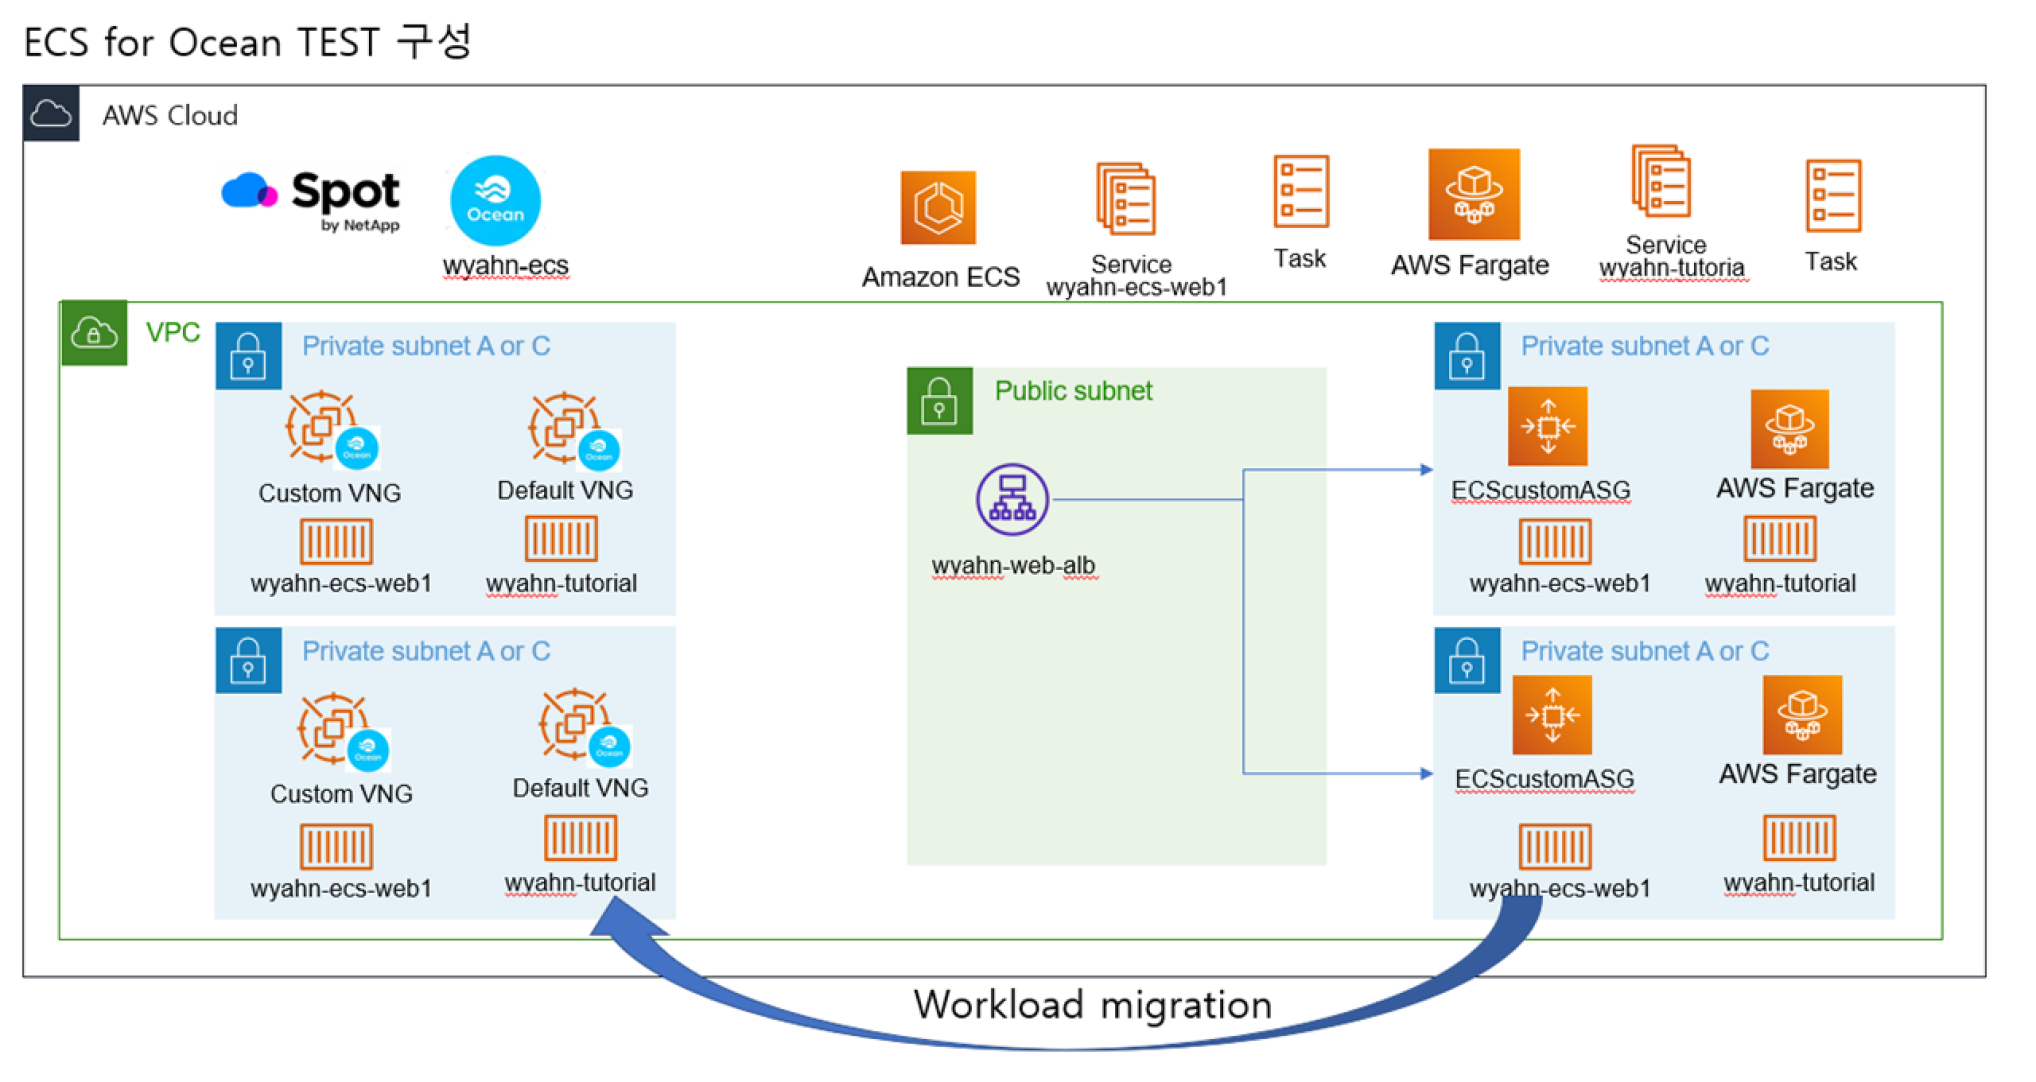 ECS for Ocean TEST 구성
AWS Cloud
Spot
by NetApp
Ocean
wyahn-ecs
Amazon ECS
Service
wyahn-ecs-web1
Task
AWS Fargate
Service
wyahn-tutoria
Task
VPC
Private subnet A or C
Ocean
Custom VNG
wyahn-ecs-web1
Ocean
Default VNG
wyahn-tutorial
Public subnet
wyahn-web-alb
Private subnet A or C
ECScustomASG
wyahn-ecs-web1
AWS Fargate
wyahn-tutorial
Private subnet A or C
Ocean
Custom VNG
wyahn-ecs-web1
Ocean
Default VNG
wyahn-tutorial
Private subnet A or C
ECScustomASG
wyahn-ecs-web1
AWS Fargate
wyahn-tutorial
Workload migration